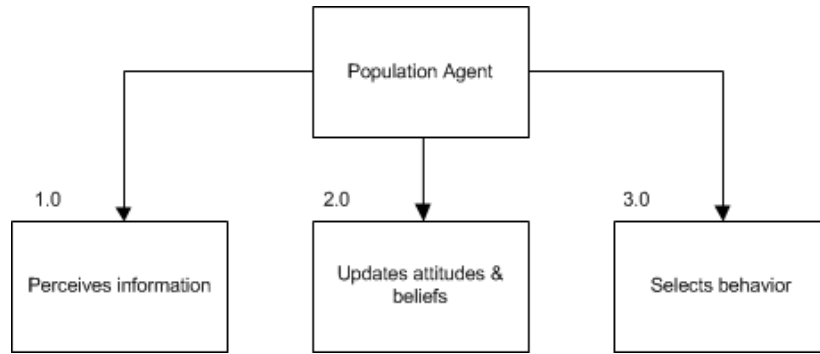 Population Agent
1.0
2.0
3.0
Perceives information
Updates attitudes &
beliefs
Selects behavior